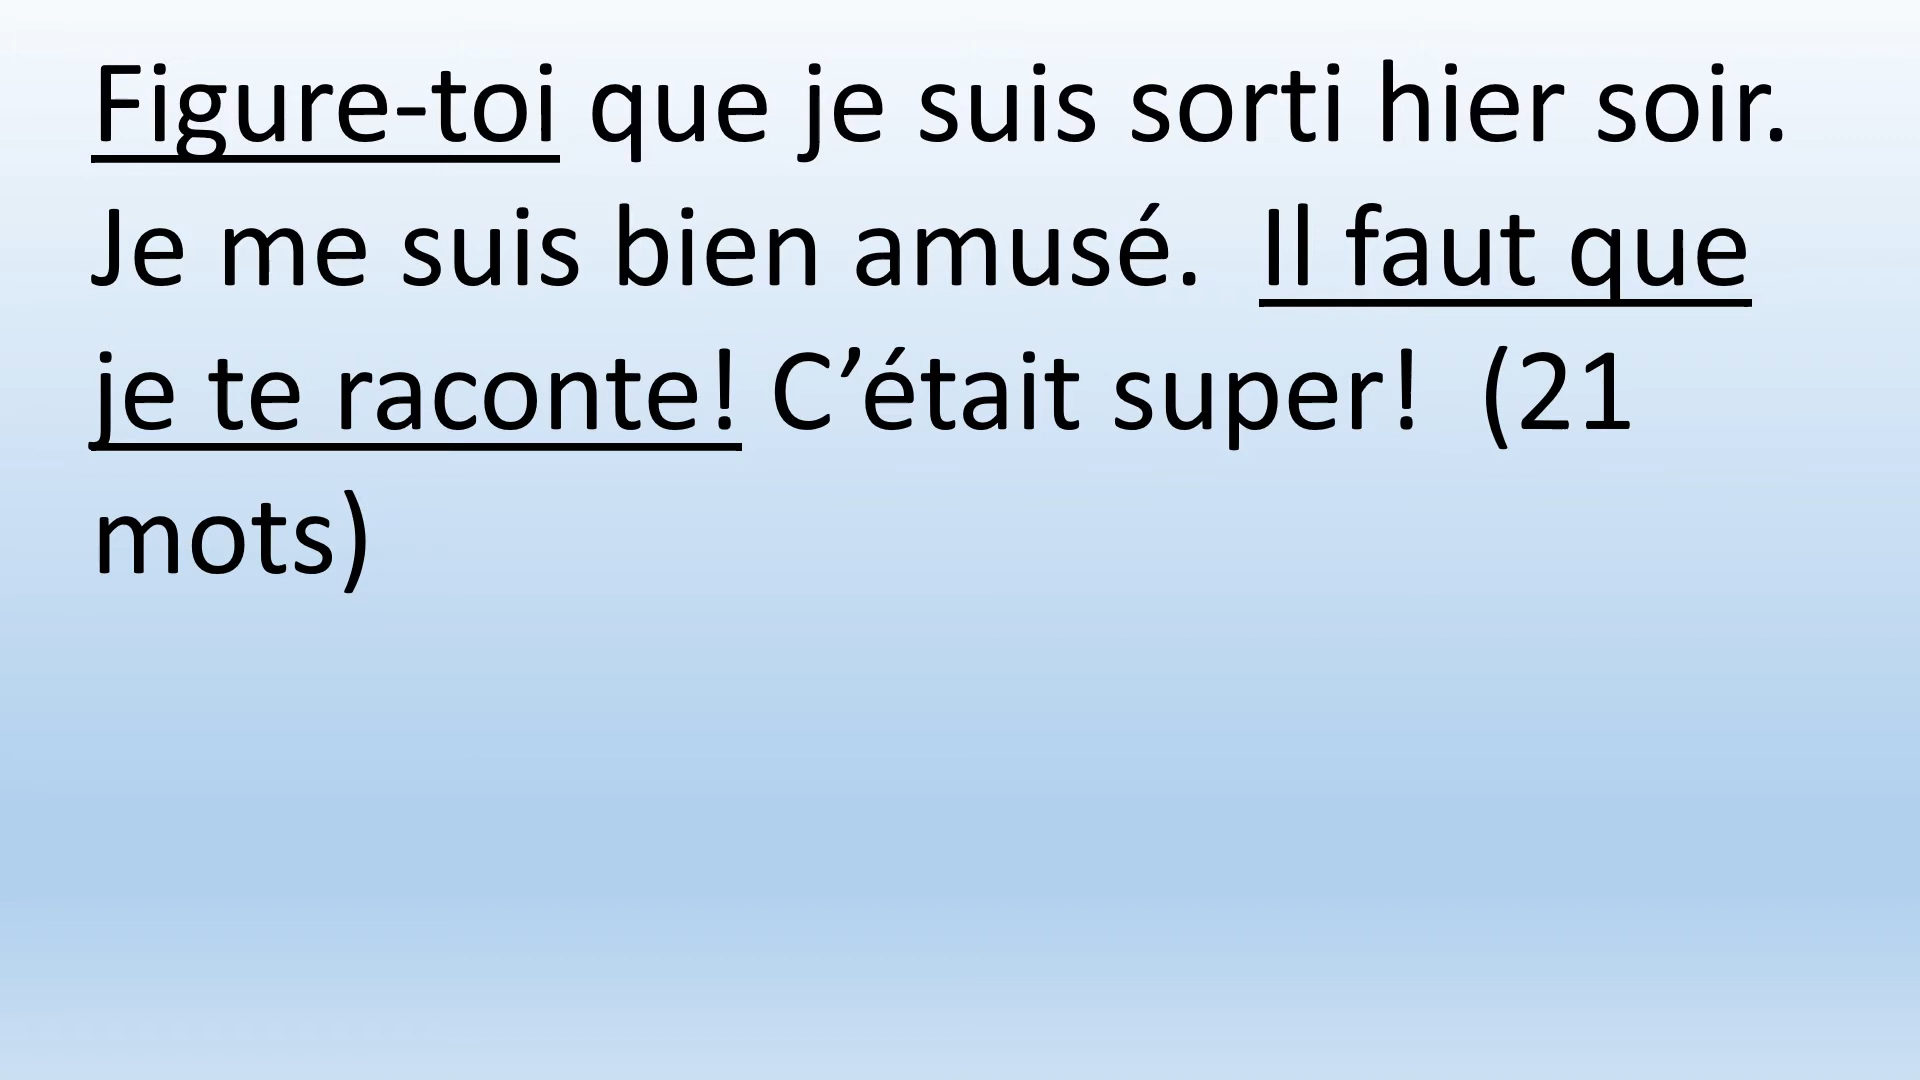 Figure-toi que je suis sorti hier soir.
Je me suis bien amusé.  Il faut que
je te raconte! C’était super!  (21
mots)